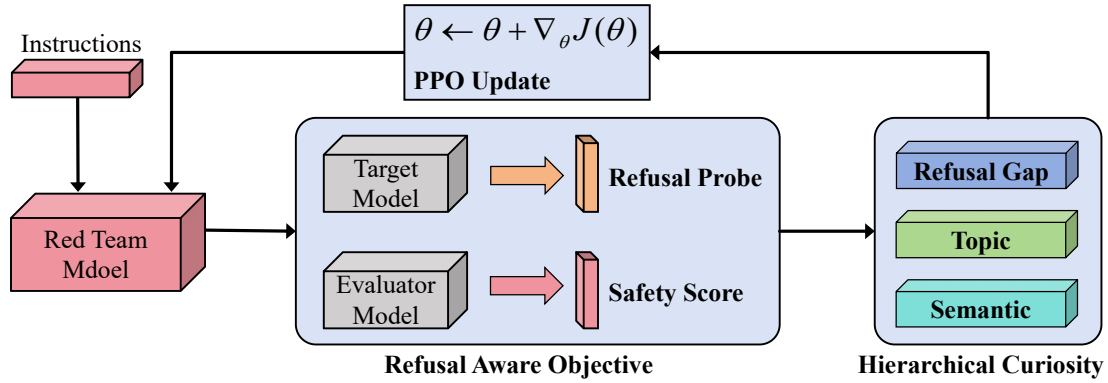 Instructions
θ ← θ + ∇_θ J(θ)
PPO Update
Red Team
Mdoel
Target
Model
Refusal Probe
Evaluator
Model
Safety Score
Refusal Aware Objective
Refusal Gap
Topic
Semantic
Hierarchical Curiosity